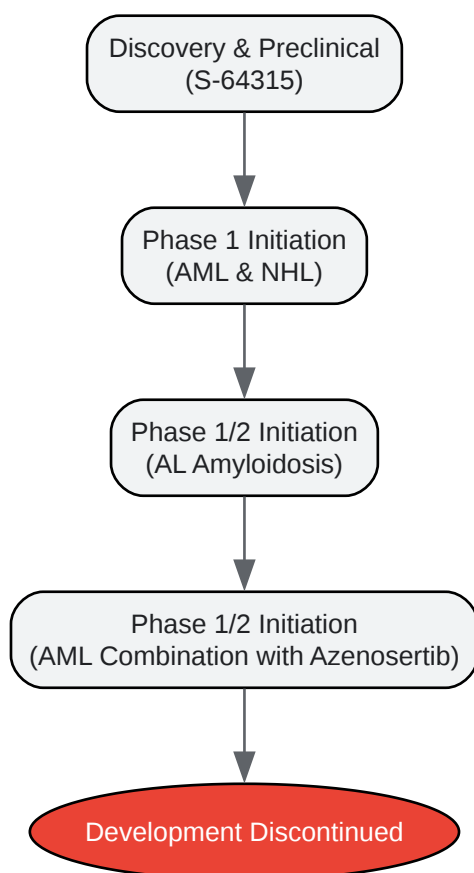 Discovery & Preclinical
(S-64315)
Phase 1 Initiation
(AML & NHL)
Phase 1/2 Initiation
(AL Amyloidosis)
Phase 1/2 Initiation
(AML Combination with Azenosertib)
Development Discontinued